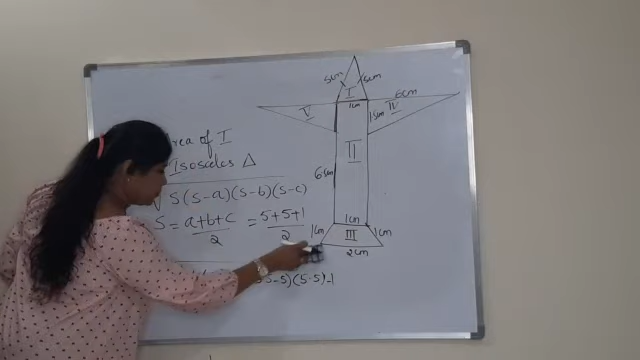 Area of I
Isosceles Δ
√S(S-a)(S-b)(S-c)
S = a+b+c/2 = 5+5+1/2
5cm
5cm
I
1cm
6cm
V
IV
1.5cm
II
6cm
1cm
1cm
III
1cm
2cm